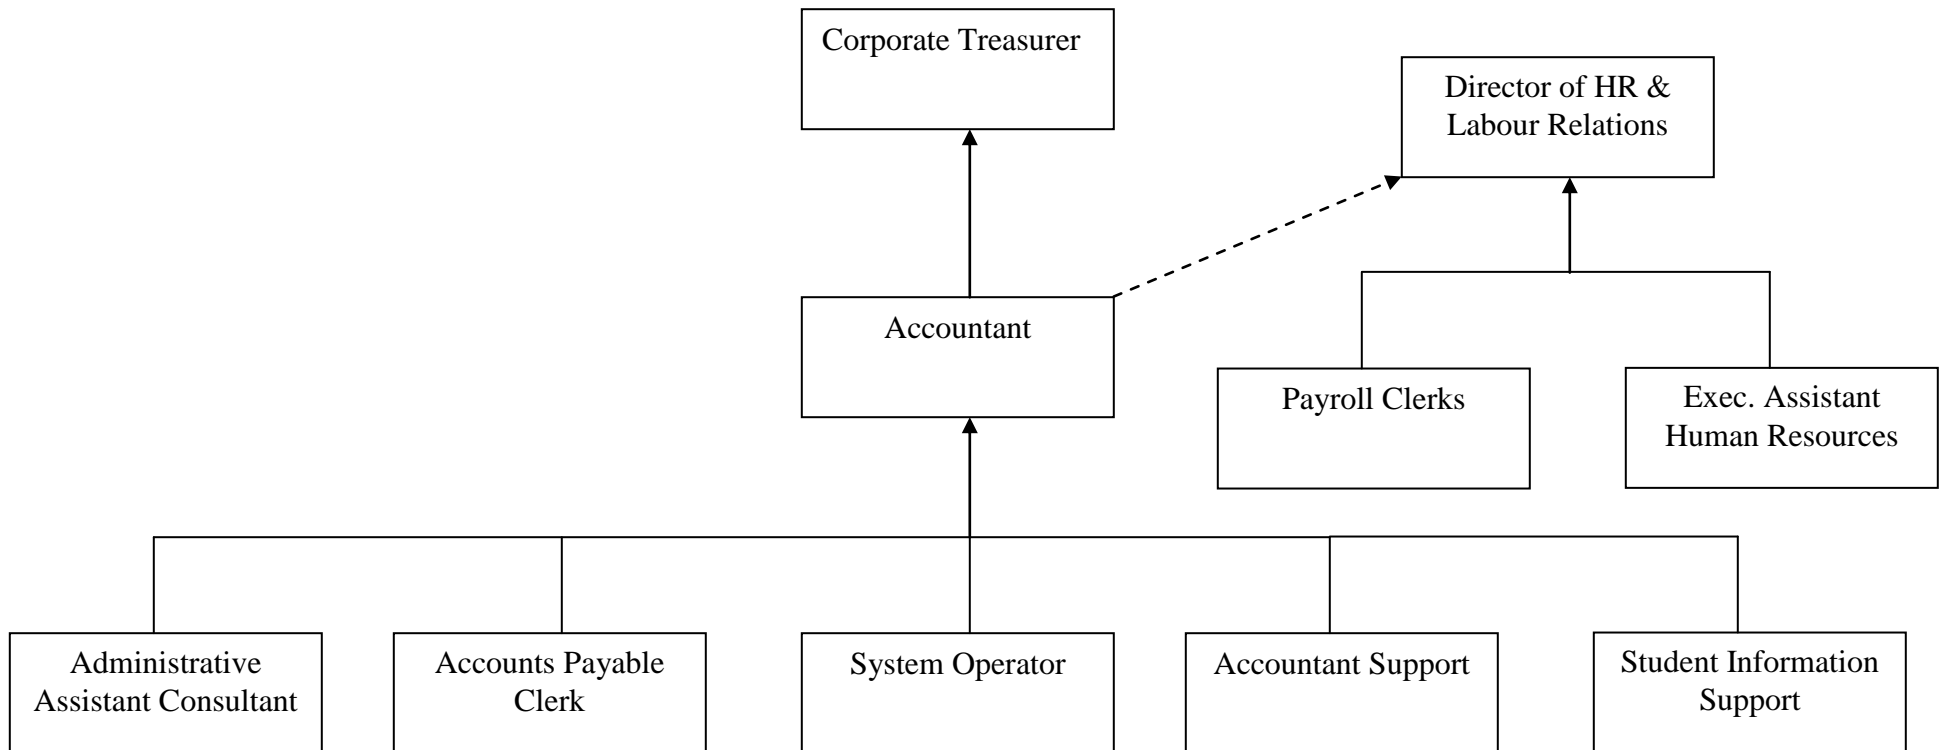 Corporate Treasurer
Director of HR &
Labour Relations
Accountant
Payroll Clerks
Exec. Assistant
Human Resources
Administrative
Assistant Consultant
Accounts Payable
Clerk
System Operator
Accountant Support
Student Information
Support